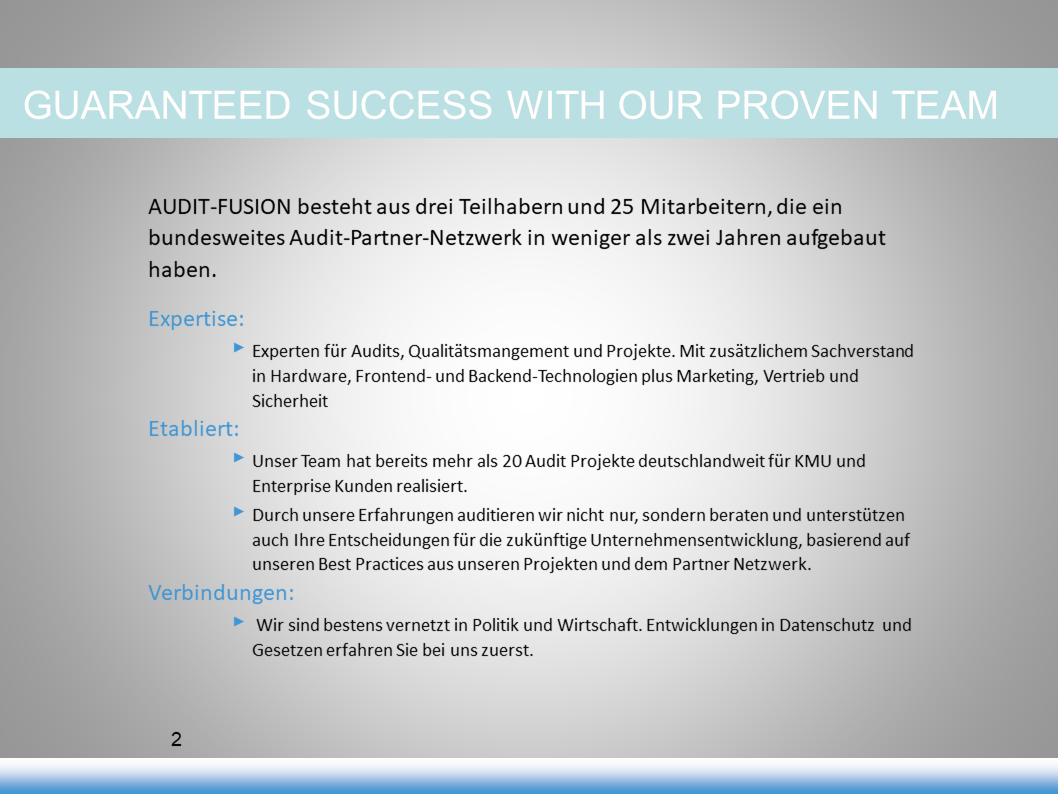 GUARANTEED SUCCESS WITH OUR PROVEN TEAM
AUDIT-FUSION besteht aus drei Teilhabern und 25 Mitarbeitern, die ein
bundesweites Audit-Partner-Netzwerk in weniger als zwei Jahren aufgebaut
haben.
Expertise:
Experten für Audits, Qualitätsmangement und Projekte. Mit zusätzlichem Sachverstand
in Hardware, Frontend- und Backend-Technologien plus Marketing, Vertrieb und
Sicherheit
Etabliert:
Unser Team hat bereits mehr als 20 Audit Projekte deutschlandweit für KMU und
Enterprise Kunden realisiert.
Durch unsere Erfahrungen auditieren wir nicht nur, sondern beraten und unterstützen
auch Ihre Entscheidungen für die zukünftige Unternehmensentwicklung, basierend auf
unseren Best Practices aus unseren Projekten und dem Partner Netzwerk.
Verbindungen:
Wir sind bestens vernetzt in Politik und Wirtschaft. Entwicklungen in Datenschutz und
Gesetzen erfahren Sie bei uns zuerst.
2